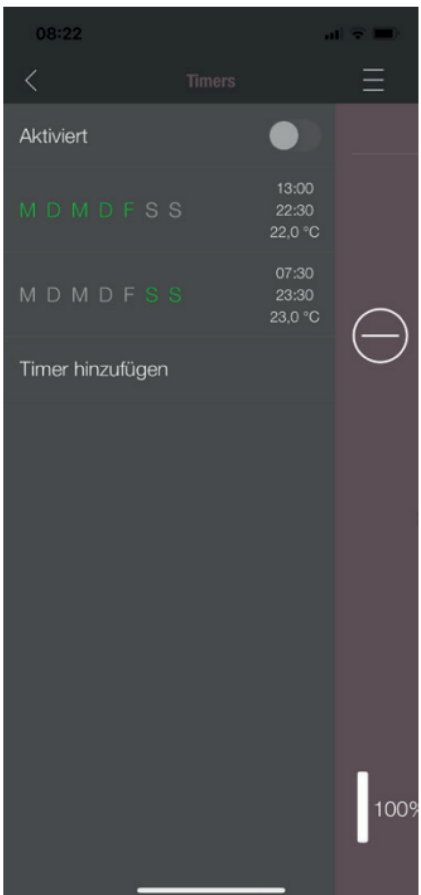 08:22
Timers
Aktiviert
13:00
M D M D F S S 22:30
22,0 °C
07:30
M D M D F S S 23:30
23,0 °C
Timer hinzufügen
100%